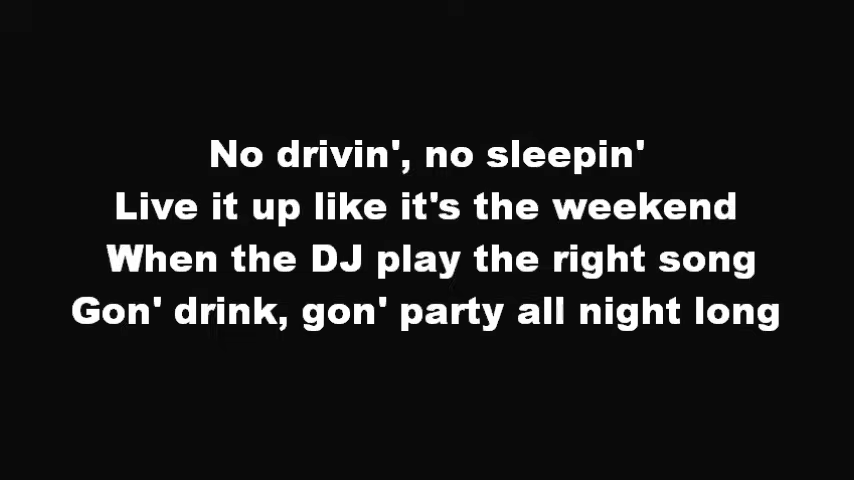 No drivin', no sleepin'
Live it up like it's the weekend
When the DJ play the right song
Gon' drink, gon' party all night long